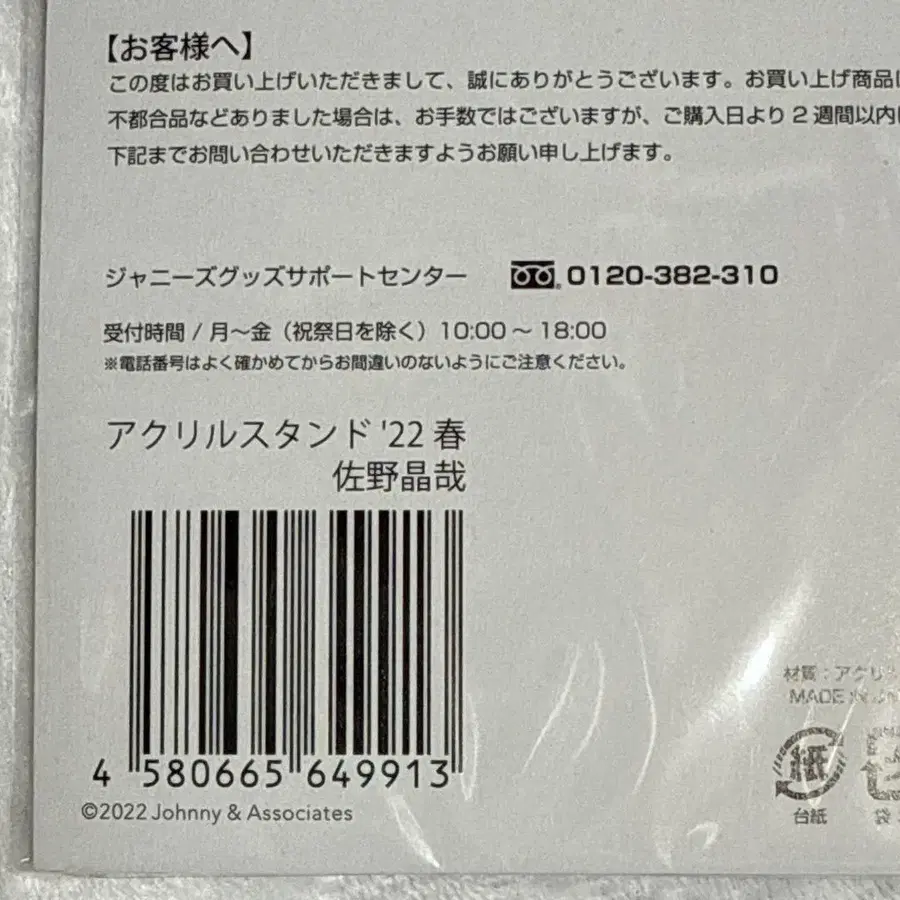 【お客様へ】
この度はお買い上げいただきまして、誠にありがとうございます。お買い上げ商品に
不都合品などありました場合は、お手数ではございますが、ご購入日より2週間以内に
下記までお問い合わせいただきますようお願い申し上げます。
ジャニーズグッズサポートセンター 0120-382-310
受付時間 / 月〜金（祝祭日を除く）10:00 〜 18:00
※電話番号はよく確かめてからお間違いのないようにご注意ください。
アクリルスタンド '22 春
佐野晶哉
4 580665 649913
©2022 Johnny & Associates
材質：アクリル
MADE IN
紙
台紙
袋